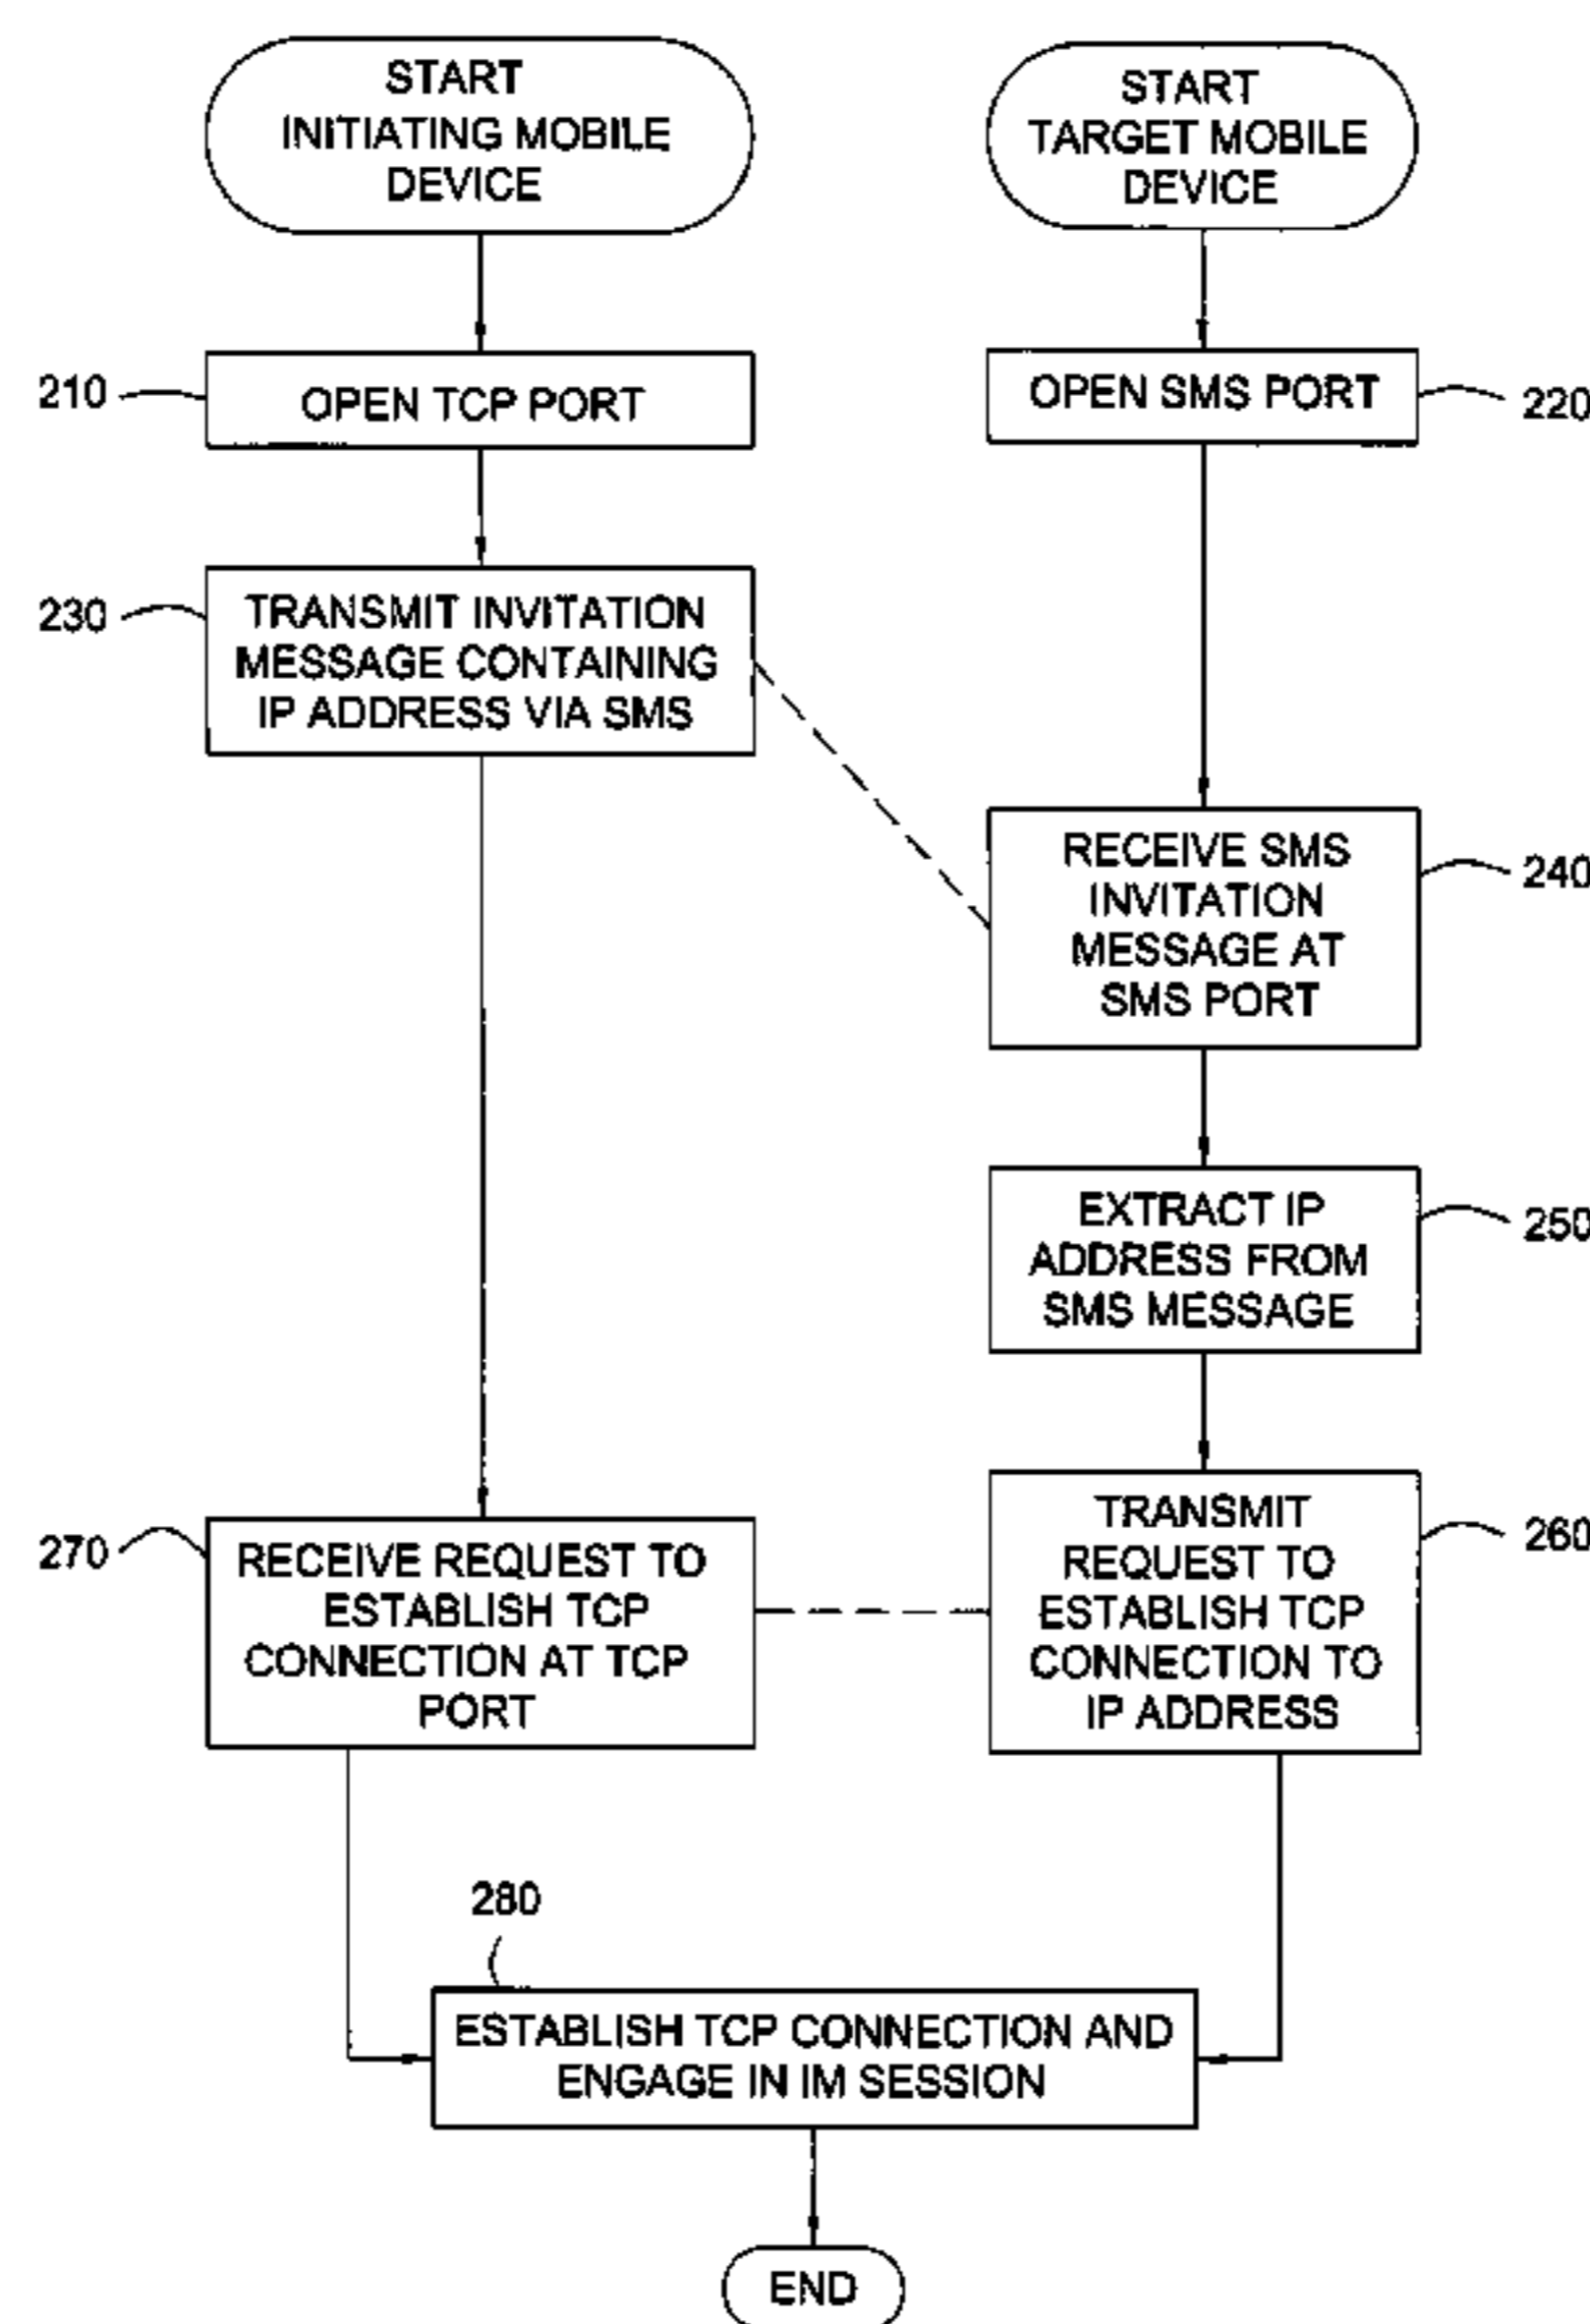 START
INITIATING MOBILE
DEVICE
START
TARGET MOBILE
DEVICE
210
OPEN TCP PORT
OPEN SMS PORT
220
230
TRANSMIT INVITATION
MESSAGE CONTAINING
IP ADDRESS VIA SMS
RECEIVE SMS
INVITATION
MESSAGE AT
SMS PORT
240
EXTRACT IP
ADDRESS FROM
SMS MESSAGE
250
270
RECEIVE REQUEST TO
ESTABLISH TCP
CONNECTION AT TCP
PORT
TRANSMIT
REQUEST TO
ESTABLISH TCP
CONNECTION TO
IP ADDRESS
260
280
ESTABLISH TCP CONNECTION AND
ENGAGE IN IM SESSION
END